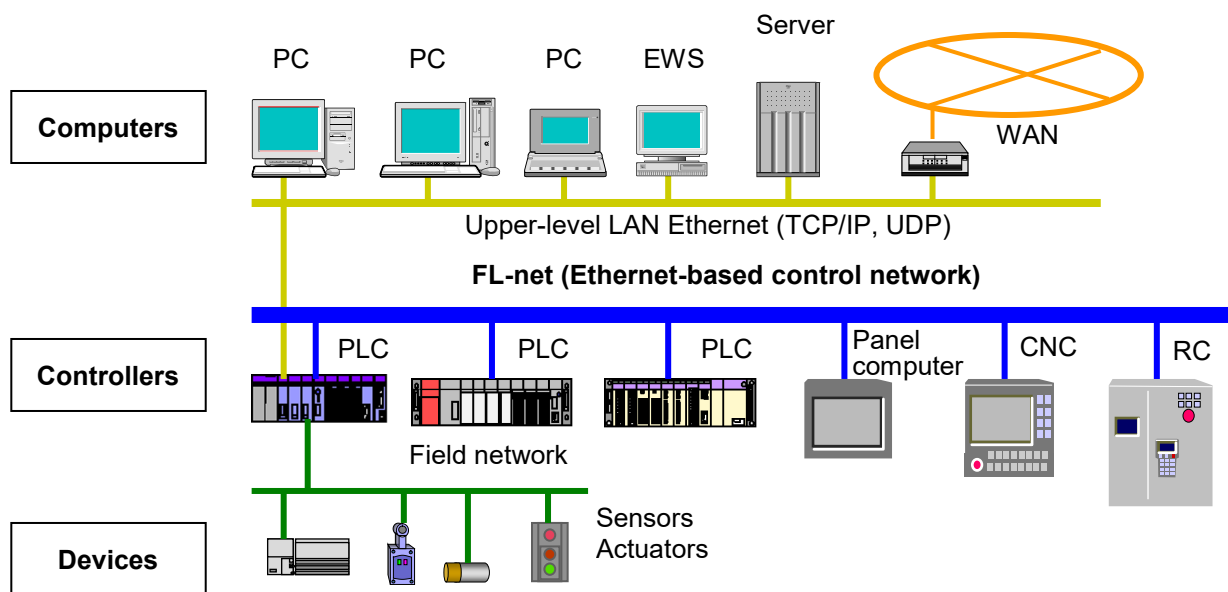 Server
PC
PC
PC
EWS
Computers
WAN
Upper-level LAN Ethernet (TCP/IP, UDP)
FL-net (Ethernet-based control network)
Controllers
PLC
PLC
PLC
Panel
computer
CNC
RC
Field network
Devices
Sensors
Actuators